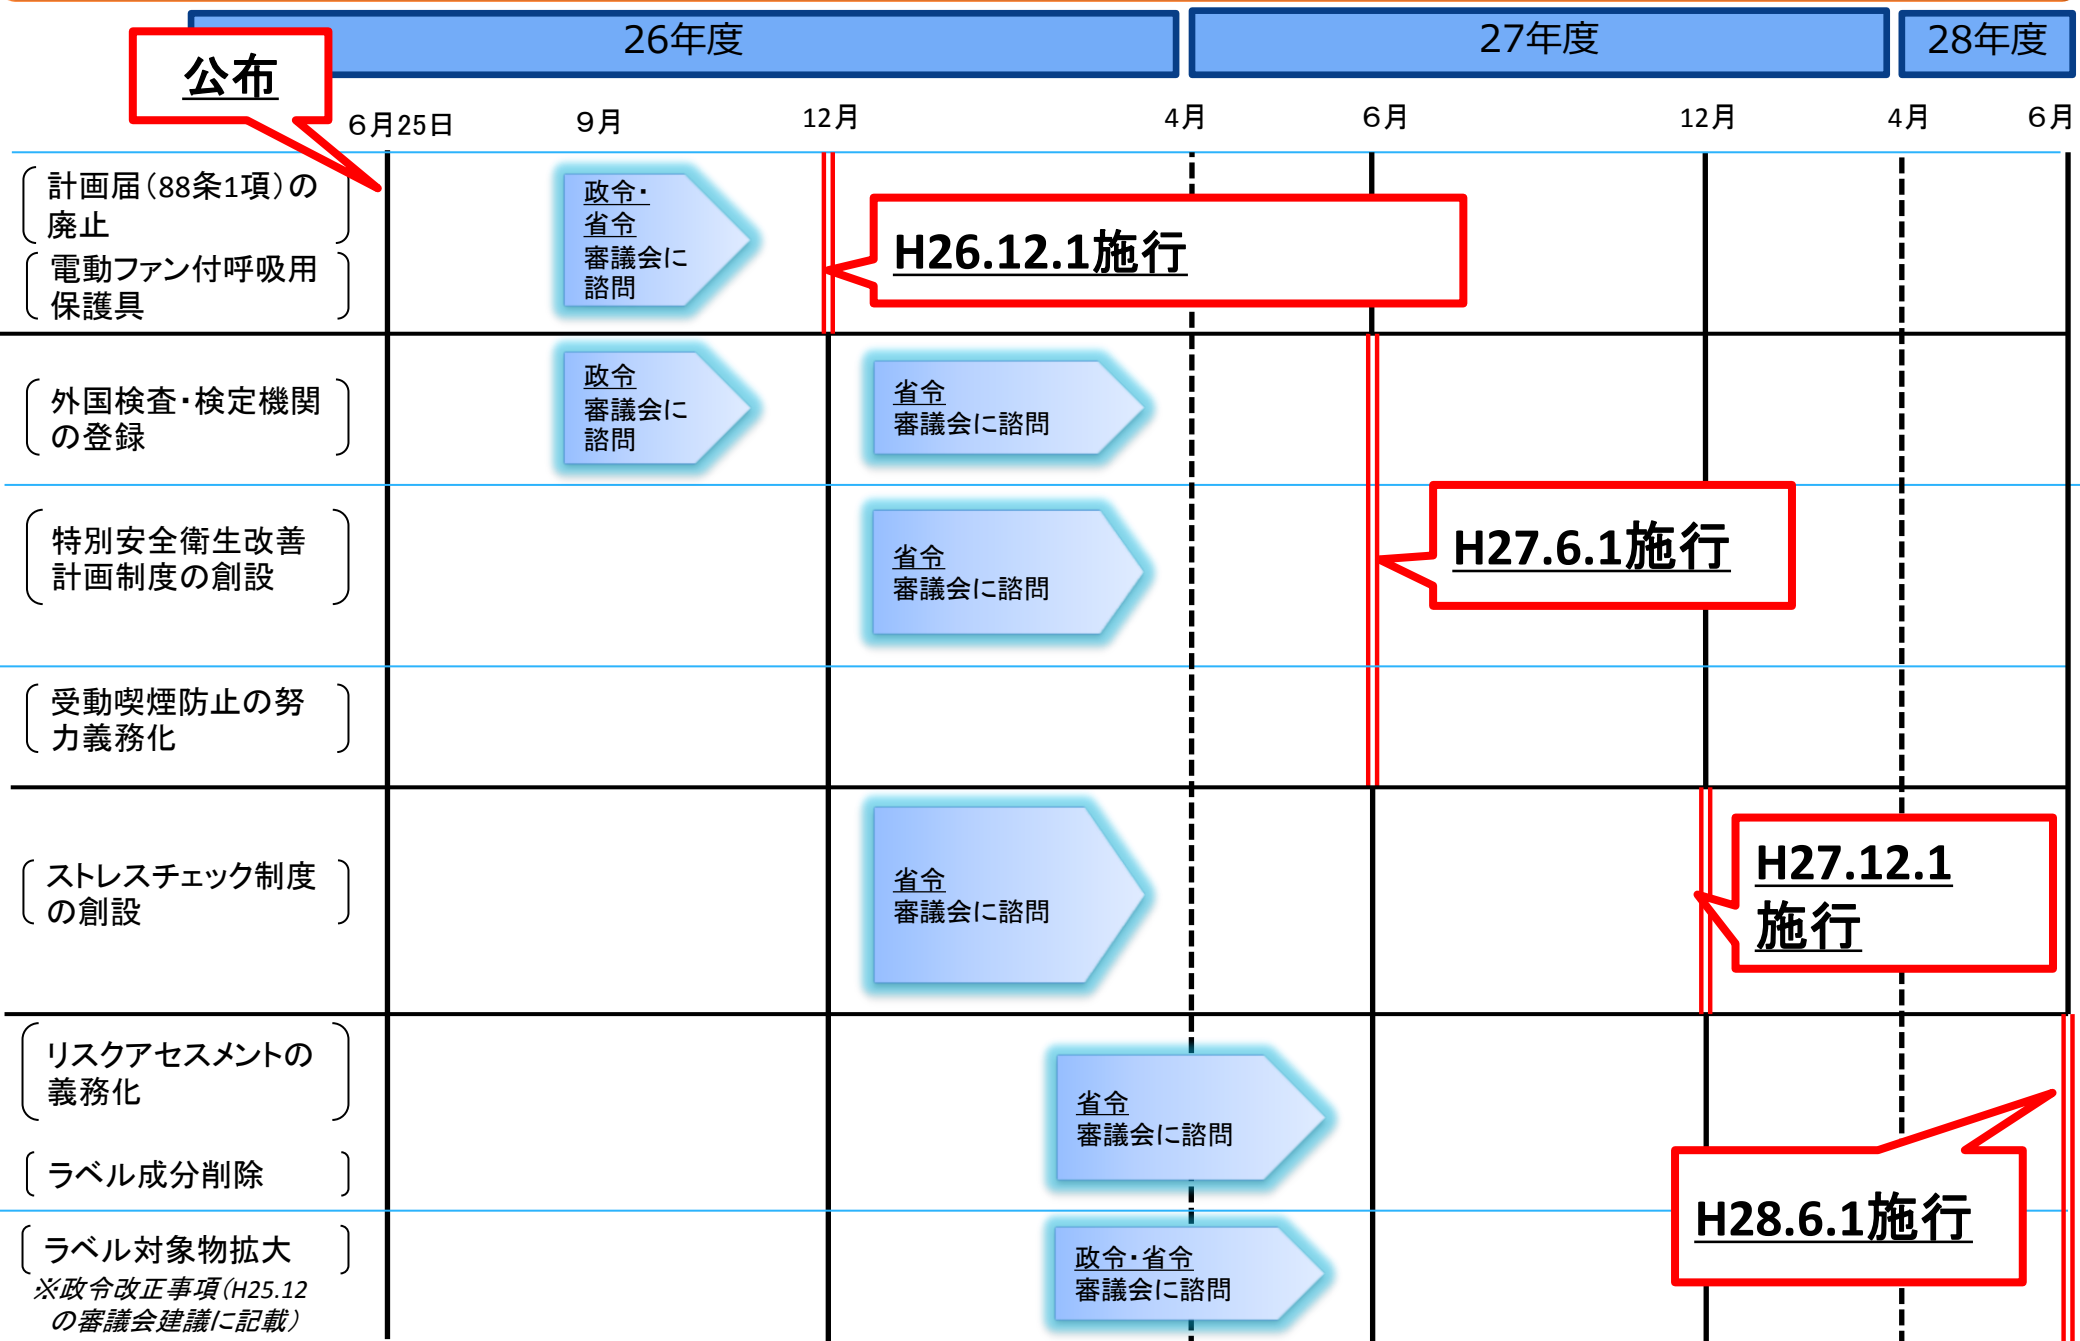 26年度
27年度
28年度
公布
6月25日
9月
12月
4月
6月
12月
4月
6月
計画届（88条1項）の
廃止
電動ファン付呼吸用
保護具
政令・
省令
審議会に
諮問
H26.12.1施行
外国検査・検定機関
の登録
政令
審議会に
諮問
省令
審議会に諮問
特別安全衛生改善
計画制度の創設
省令
審議会に諮問
H27.6.1施行
受動喫煙防止の努
力義務化
ストレスチェック制度
の創設
省令
審議会に諮問
H27.12.1
施行
リスクアセスメントの
義務化
ラベル成分削除
省令
審議会に諮問
H28.6.1施行
ラベル対象物拡大
※政令改正事項（H25.12
の審議会建議に記載）
政令・省令
審議会に諮問